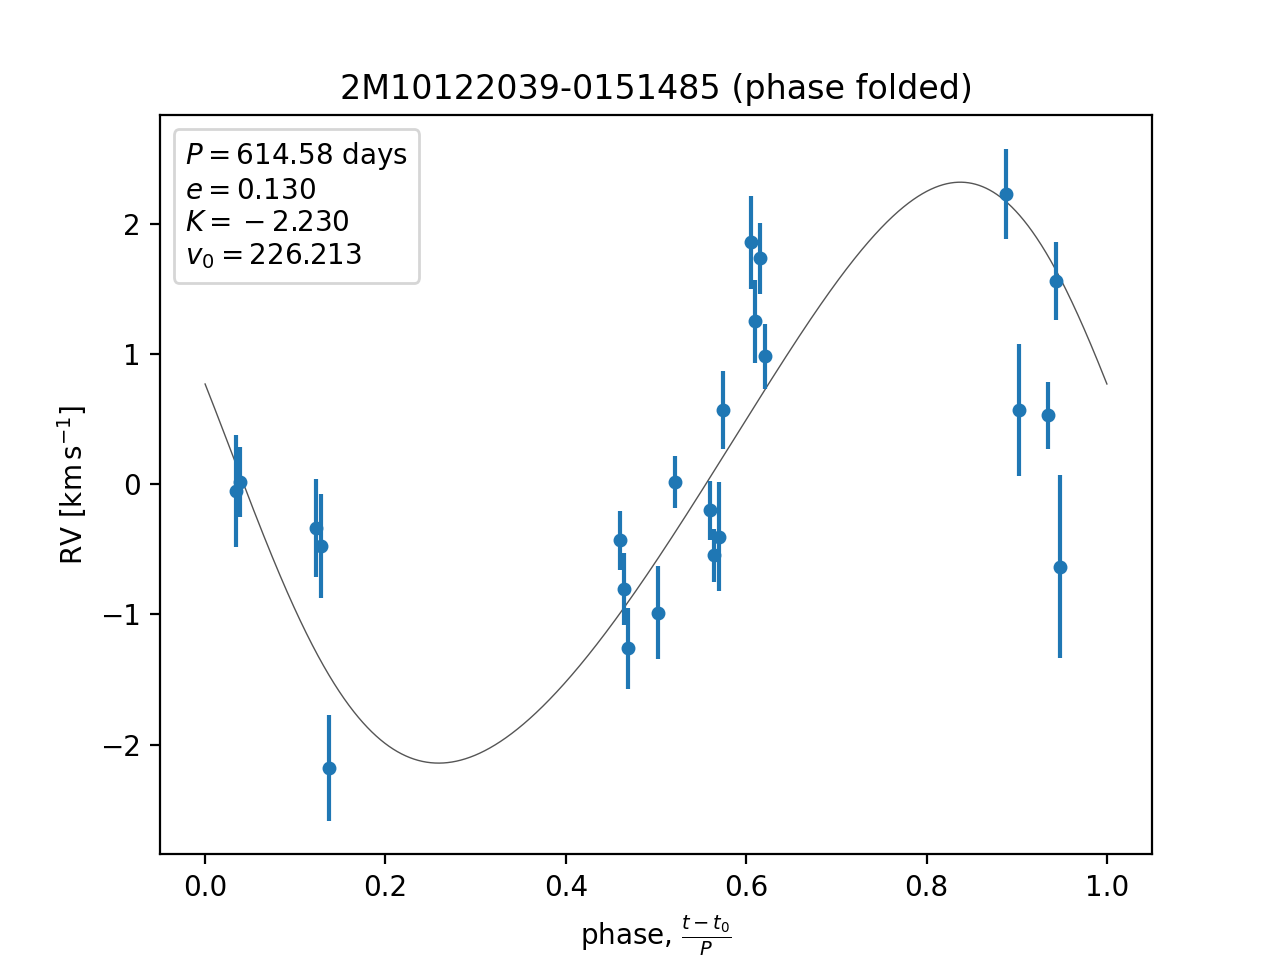 2M10122039-0151485 (phase folded)
P = 614.58 days
e = 0.130
K = −2.230
v₀ = 226.213
2
1
0
−1
−2
RV [km s⁻¹]
0.0 0.2 0.4 0.6 0.8 1.0
phase, (t − t₀)/P